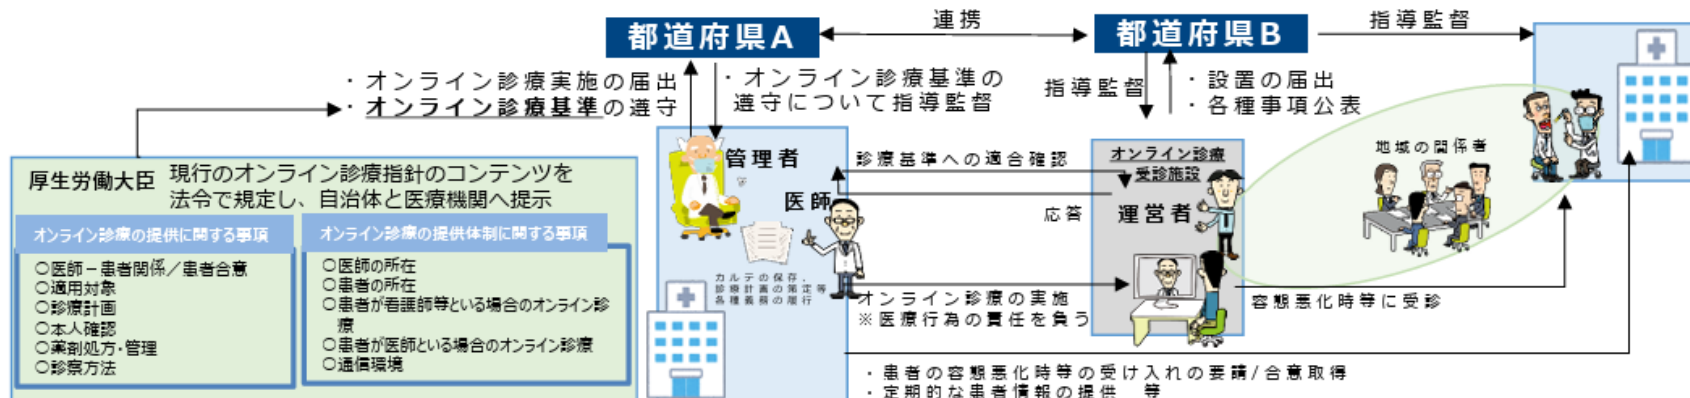 都道府県A
連携
都道府県B
指導監督
・オンライン診療実施の届出
・オンライン診療基準の遵守
・オンライン診療基準の
遵守について指導監督
指導監督
・設置の届出
・各種事項公表
厚生労働大臣
現行のオンライン診療指針のコンテンツを
法令で規定し、自治体と医療機関へ提示
オンライン診療の提供に関する事項
○医師－患者関係／患者合意
○適用対象
○診療計画
○本人確認
○薬剤処方・管理
○診察方法
オンライン診療の提供体制に関する事項
○医師の所在
○患者の所在
○患者が看護師等といる場合のオンライン診
療
○患者が医師といる場合のオンライン診療
○通信環境
管理者
医師
カルテの保存、
診療計画の策定等
各種義務の履行
診療基準への適合確認
応答
オンライン診療の実施
※医療行為の責任を負う
オンライン診療
受診施設
運営者
地域の関係者
容態悪化時等に受診
・患者の容態悪化時等の受け入れの要請/合意取得
・定期的な患者情報の提供　等